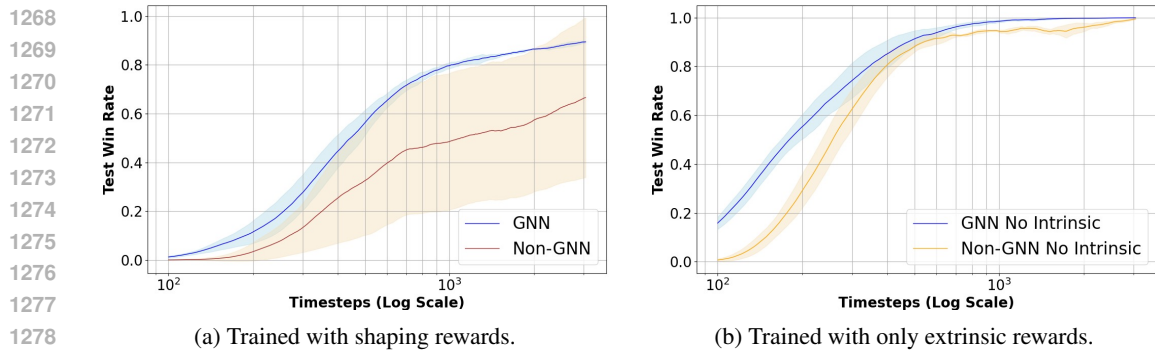 1268
1269
1270
1271
1272
1273
1274
1275
1276
1277
1278
1.0
0.8
0.6
0.4
0.2
0.0
Test Win Rate
GNN
Non-GNN
10²
10³
Timesteps (Log Scale)
(a) Trained with shaping rewards.
1.0
0.8
0.6
0.4
0.2
0.0
Test Win Rate
GNN No Intrinsic
Non-GNN No Intrinsic
10²
10³
Timesteps (Log Scale)
(b) Trained with only extrinsic rewards.